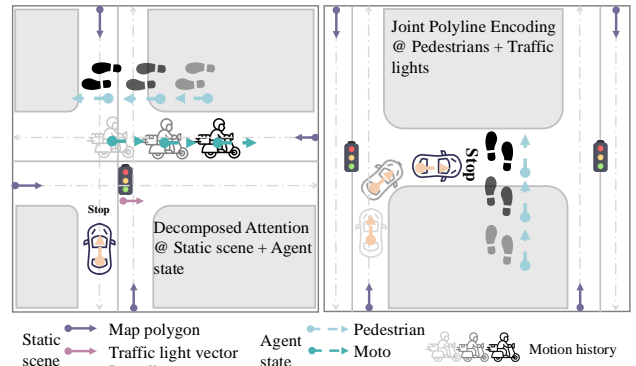 Joint Polyline Encoding
@ Pedestrians + Traffic
lights
Stop
Stop
Decomposed Attention
@ Static scene + Agent
state
Static
scene
Map polygon
Traffic light vector
Agent
state
Pedestrian
Moto
Motion history